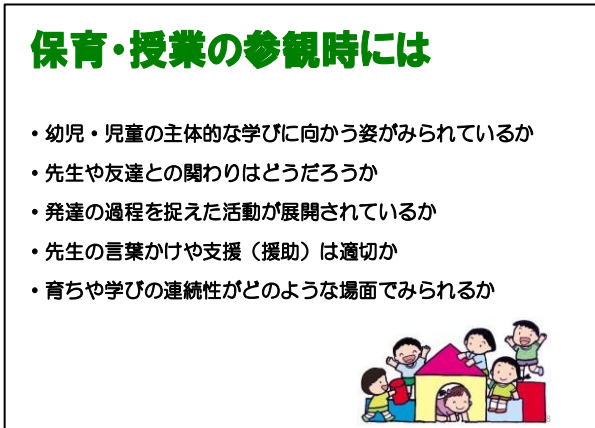 保育・授業の参観時には
・幼児・児童の主体的な学びに向かう姿がみられているか
・先生や友達との関わりはどうだろうか
・発達の過程を捉えた活動が展開されているか
・先生の言葉かけや支援（援助）は適切か
・育ちや学びの連続性がどのような場面でみられるか
8